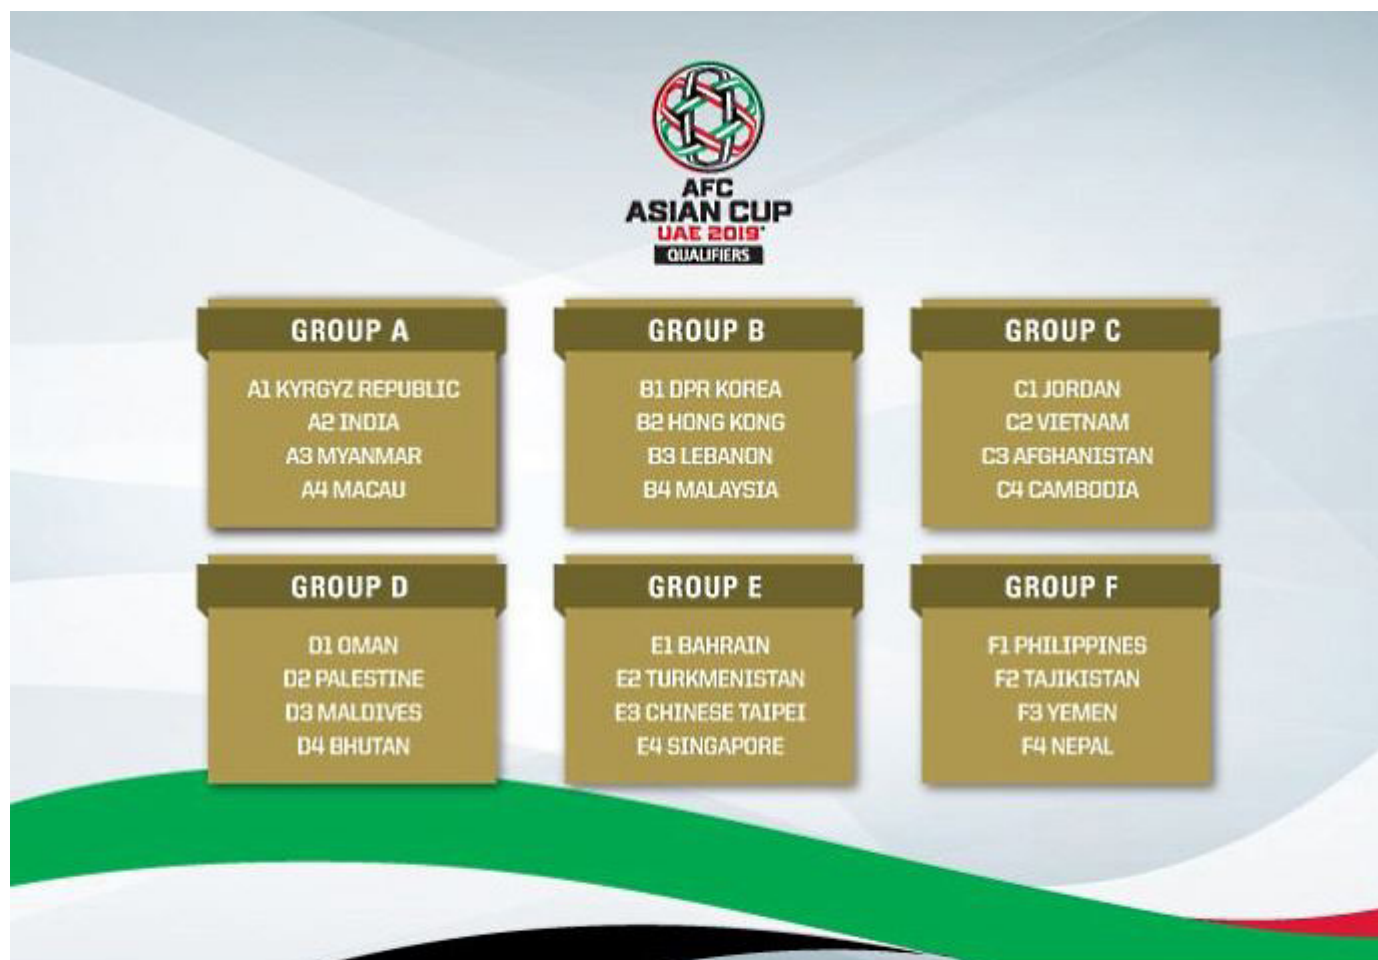 AFC
ASIAN CUP
UAE 2019
QUALIFIERS
GROUP A
A1 KYRGYZ REPUBLIC
A2 INDIA
A3 MYANMAR
A4 MACAU
GROUP B
B1 DPR KOREA
B2 HONG KONG
B3 LEBANON
B4 MALAYSIA
GROUP C
C1 JORDAN
C2 VIETNAM
C3 AFGHANISTAN
C4 CAMBODIA
GROUP D
D1 OMAN
D2 PALESTINE
D3 MALDIVES
D4 BHUTAN
GROUP E
E1 BAHRAIN
E2 TURKMENISTAN
E3 CHINESE TAIPEI
E4 SINGAPORE
GROUP F
F1 PHILIPPINES
F2 TAJIKISTAN
F3 YEMEN
F4 NEPAL